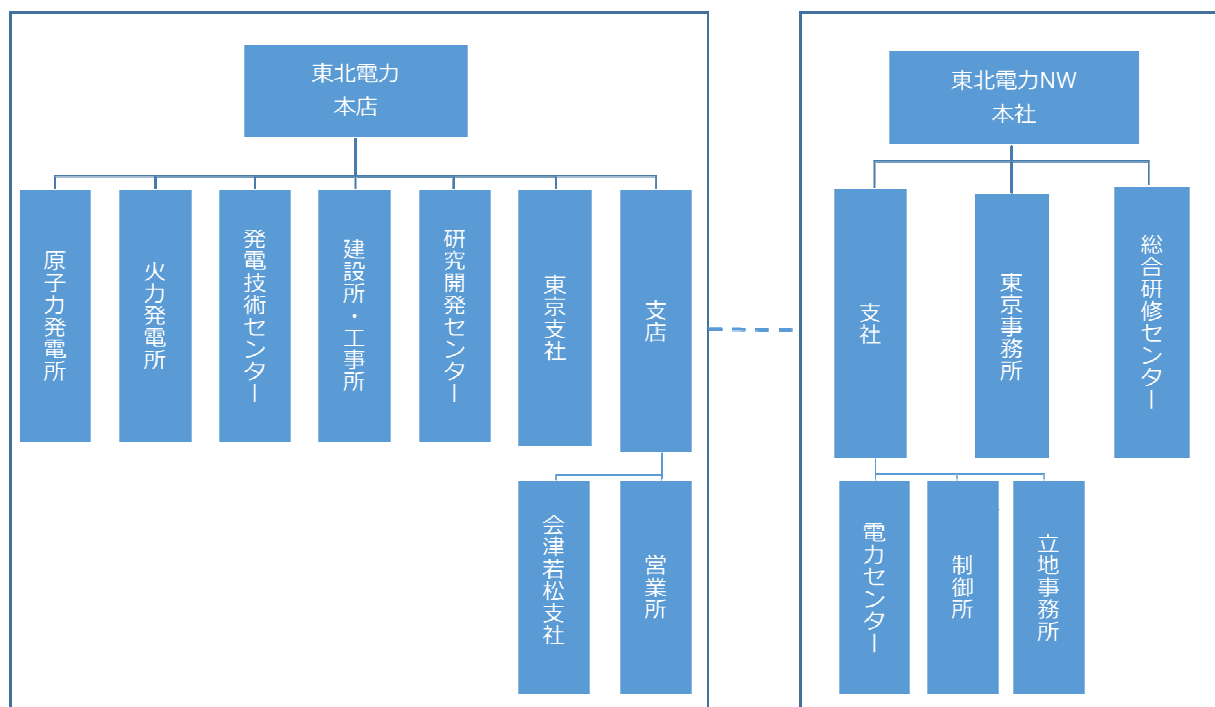 東北電力
本店
原子力発電所
火力発電所
発電技術センター
建設所・工事所
研究開発センター
東京支社
支店
会津若松支社
営業所
東北電力NW
本社
支社
東京事務所
総合研修センター
電力センター
制御所
立地事務所